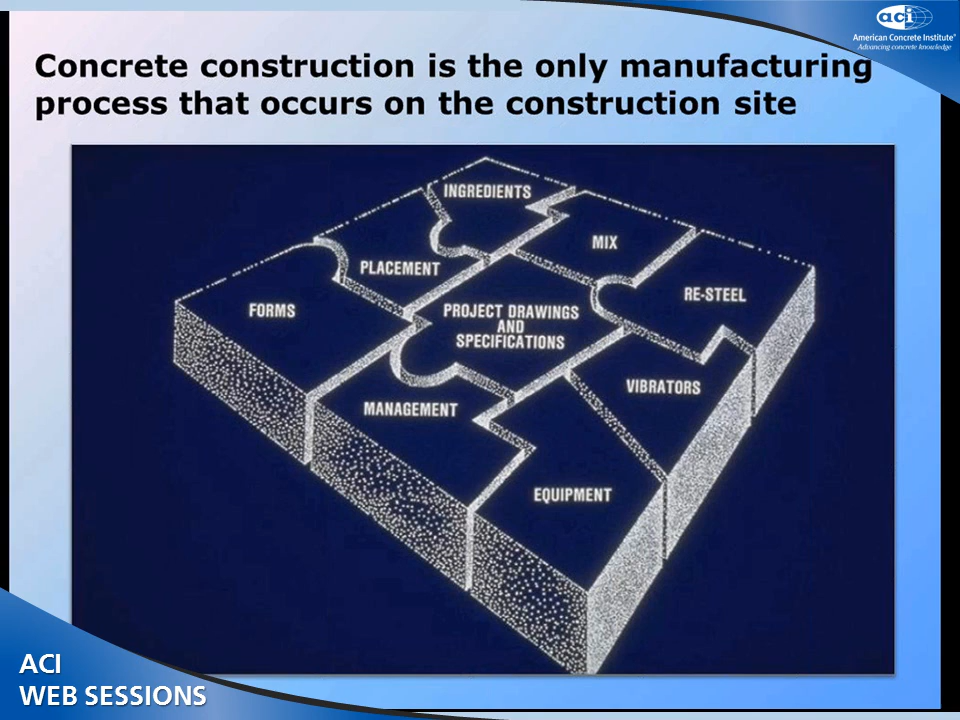 aci
American Concrete Institute®
Advancing concrete knowledge
Concrete construction is the only manufacturing
process that occurs on the construction site
INGREDIENTS
MIX
PLACEMENT
RE-STEEL
FORMS
PROJECT DRAWINGS
AND
SPECIFICATIONS
VIBRATORS
MANAGEMENT
EQUIPMENT
ACI
WEB SESSIONS